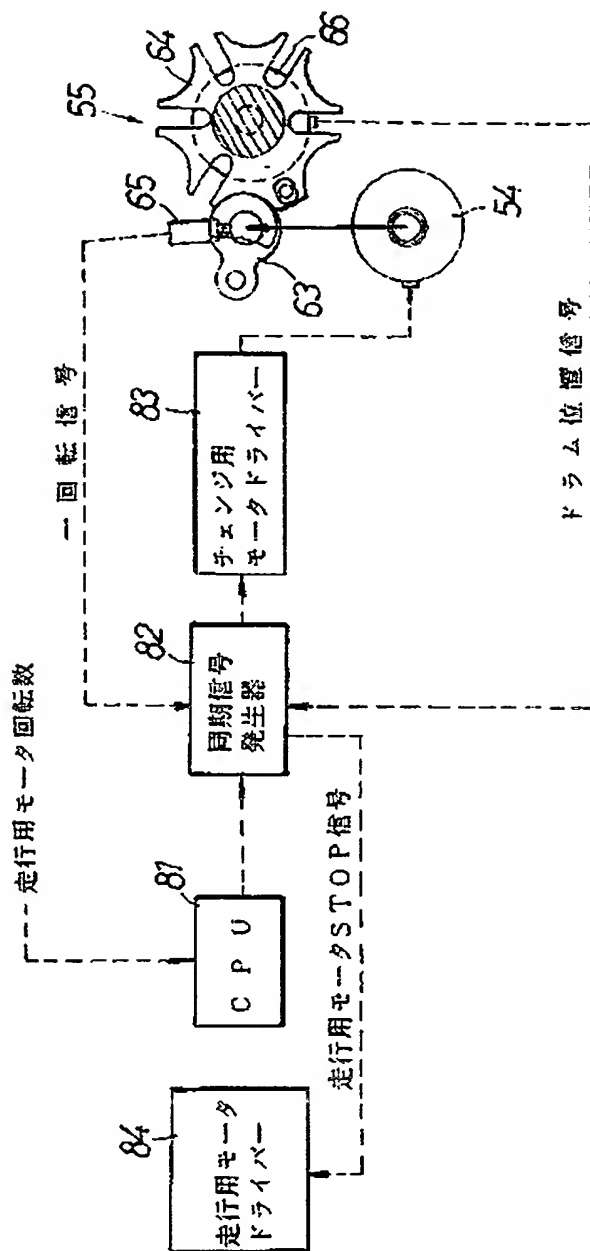 走行用モータ回転数
一回転信号
65
55
64
66
63
54
84
走行用モータ
ドライバー
81
CPU
82
同期信号
発生器
83
チェンジ用
モータドライバー
走行用モータSTOP信号
ドラム位置信号